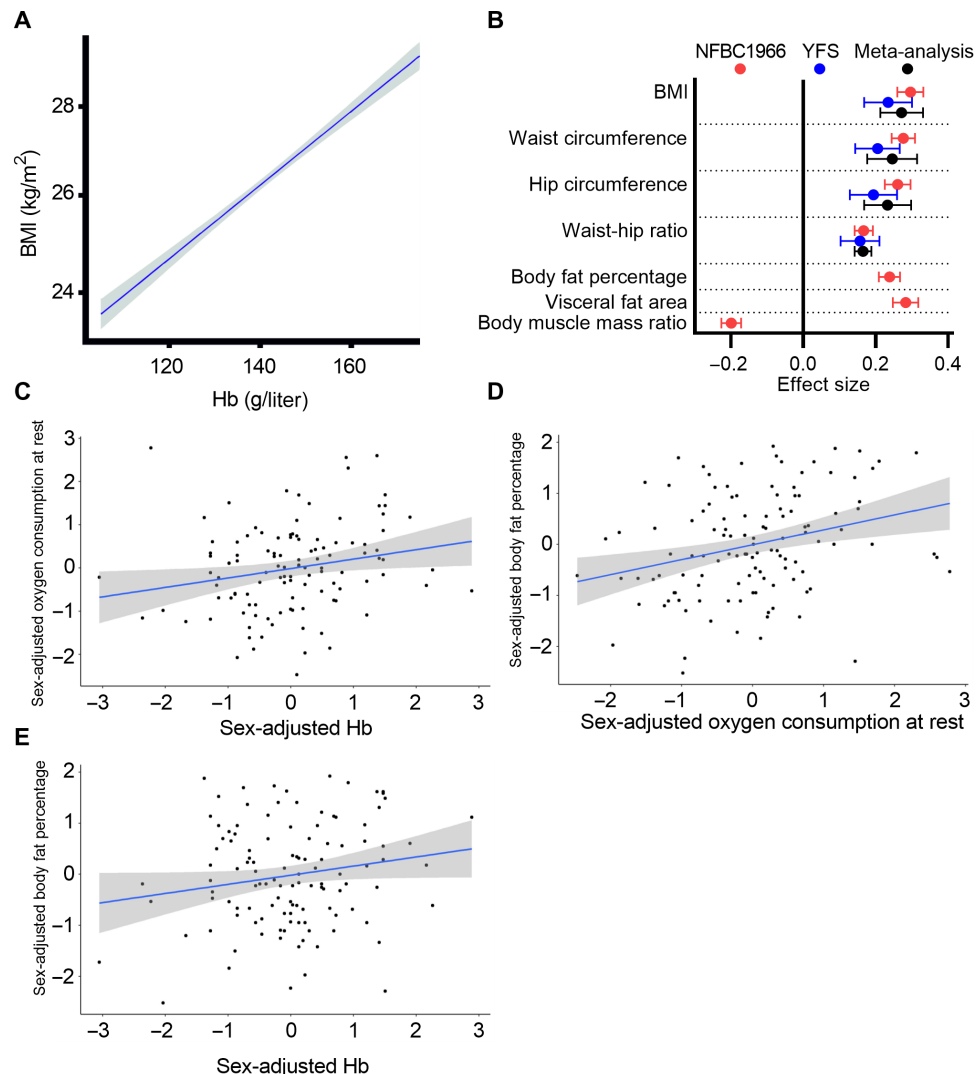 A
BMI (kg/m²)
28
26
24
120
140
160
Hb (g/liter)
B
NFBC1966
YFS
Meta-analysis
BMI
Waist circumference
Hip circumference
Waist-hip ratio
Body fat percentage
Visceral fat area
Body muscle mass ratio
−0.2
0.0
0.2
0.4
Effect size
C
Sex-adjusted oxygen consumption at rest
3
2
1
0
−1
−2
−3
−2
−1
0
1
2
3
Sex-adjusted Hb
D
Sex-adjusted body fat percentage
2
1
0
−1
−2
−2
−1
0
1
2
3
Sex-adjusted oxygen consumption at rest
E
Sex-adjusted body fat percentage
2
1
0
−1
−2
−3
−2
−1
0
1
2
3
Sex-adjusted Hb